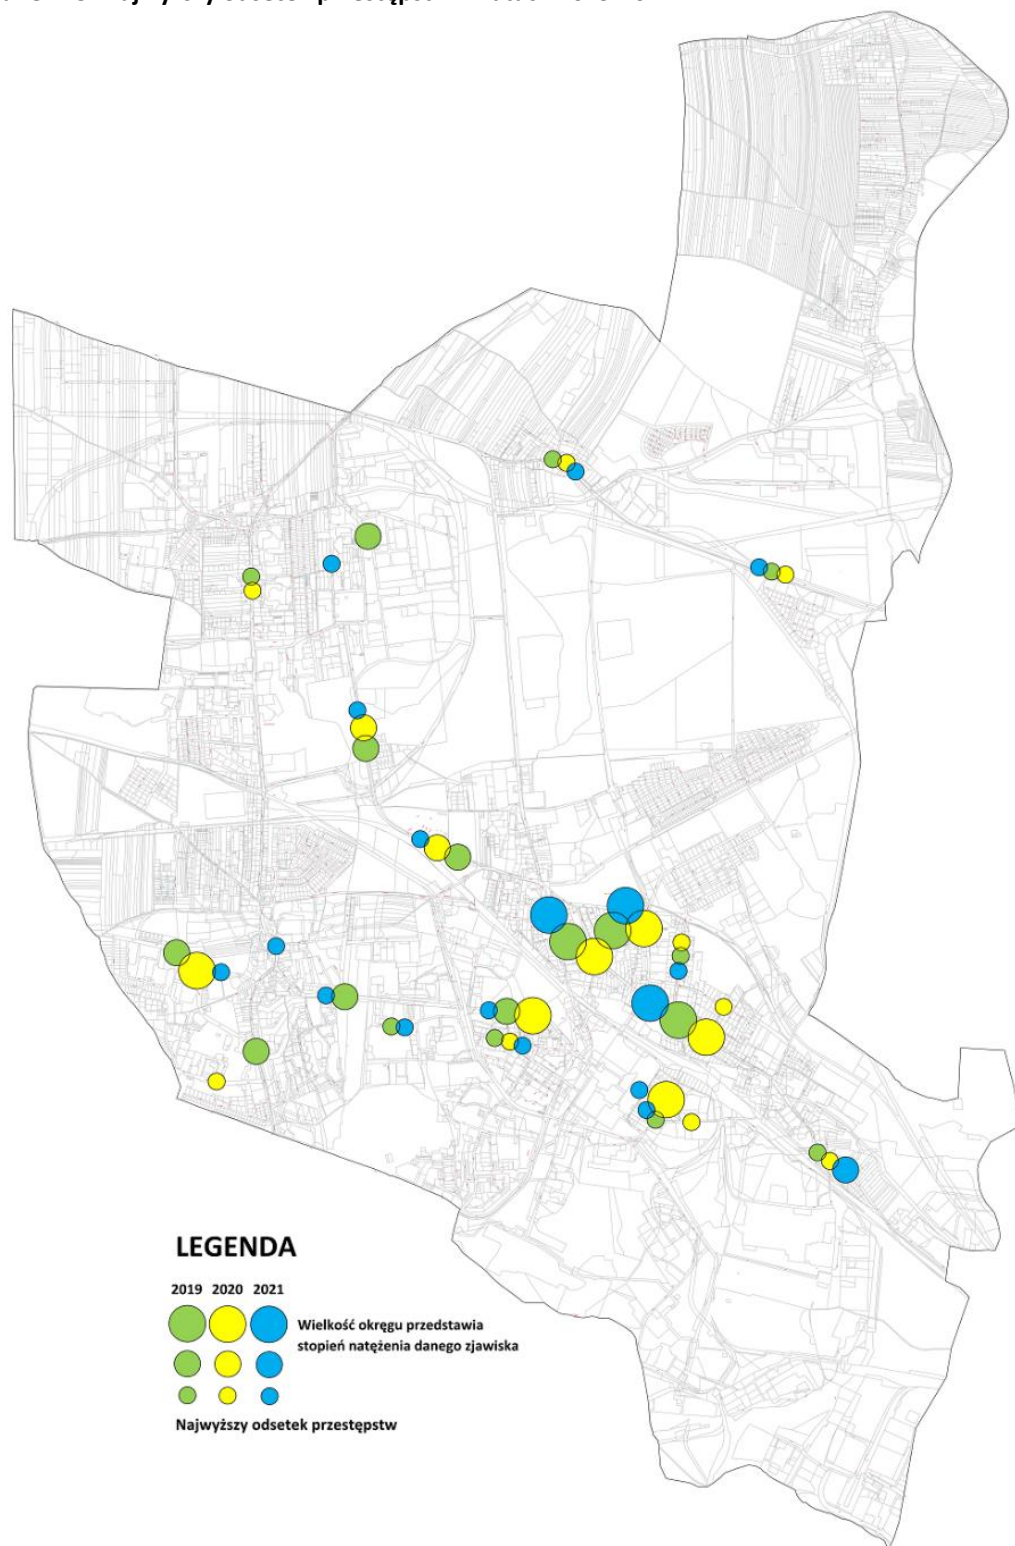 LEGENDA
2019 2020 2021
Wielkość okręgu przedstawia
stopień natężenia danego zjawiska
Najwyższy odsetek przestępstw